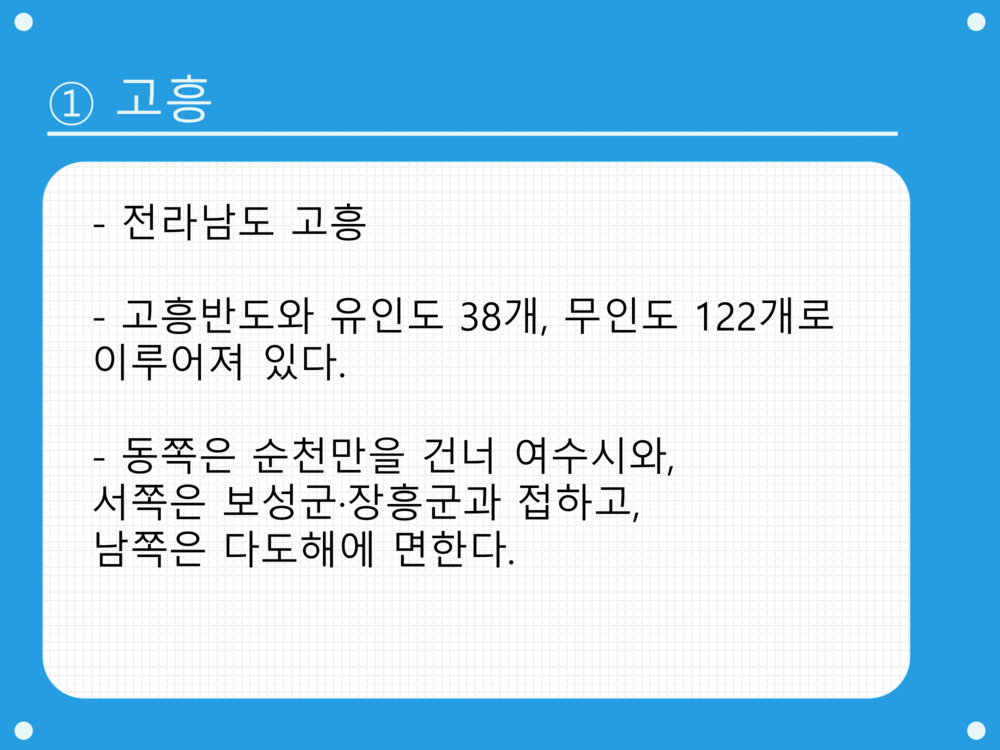 ① 고흥
- 전라남도 고흥
- 고흥반도와 유인도 38개, 무인도 122개로
이루어져 있다.
- 동쪽은 순천만을 건너 여수시와,
서쪽은 보성군·장흥군과 접하고,
남쪽은 다도해에 면한다.